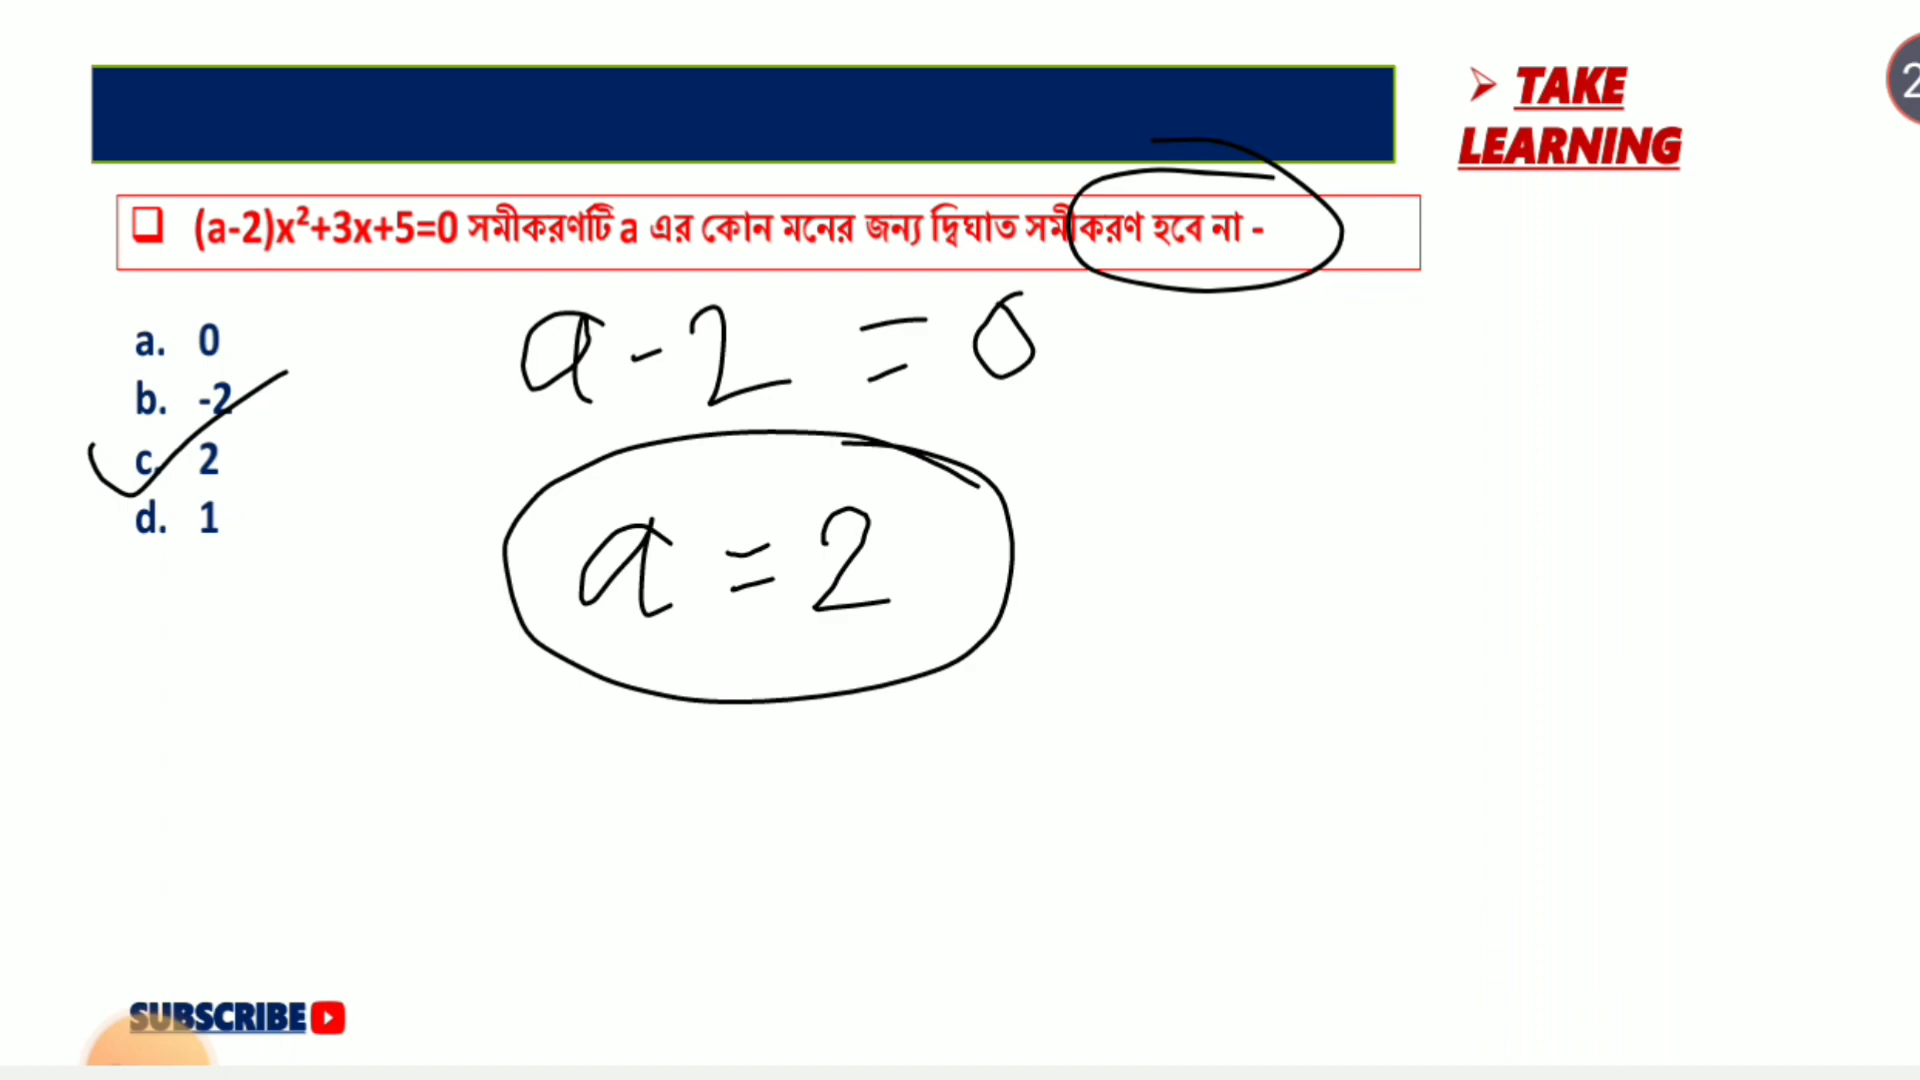 TAKE
LEARNING
2
(a-2)x²+3x+5=0 সমীকরণটি a এর কোন মনের জন্য দ্বিঘাত সমীকরণ হবে না -
a. 0
b. -2
c. 2
d. 1
a - 2 = 0
a = 2
SUBSCRIBE